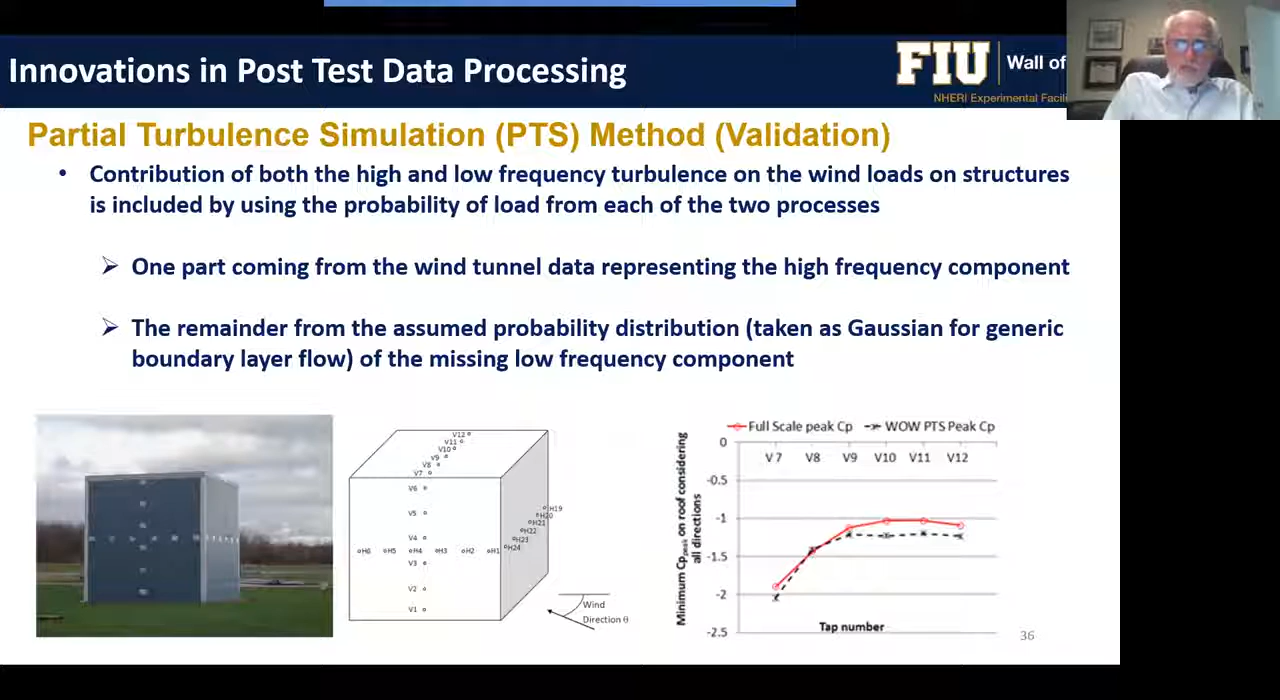 Innovations in Post Test Data Processing
FIU
Wall of
NHERI Experimental Facili
Partial Turbulence Simulation (PTS) Method (Validation)
• Contribution of both the high and low frequency turbulence on the wind loads on structures
is included by using the probability of load from each of the two processes
➢ One part coming from the wind tunnel data representing the high frequency component
➢ The remainder from the assumed probability distribution (taken as Gaussian for generic
boundary layer flow) of the missing low frequency component
V12
V11
V10
V9
V8
V7
V6
V5
V4
H6 H5 H4 H3 H2 H1
V3
V2
V1
H19
H20
H21
H22
H23
H24
Wind
Direction θ
Full Scale peak Cp
WOW PTS Peak Cp
Minimum Cp peak on roof considering
all directions
0
-0.5
-1
-1.5
-2
-2.5
V 7 V8 V9 V10 V11 V12
Tap number
36